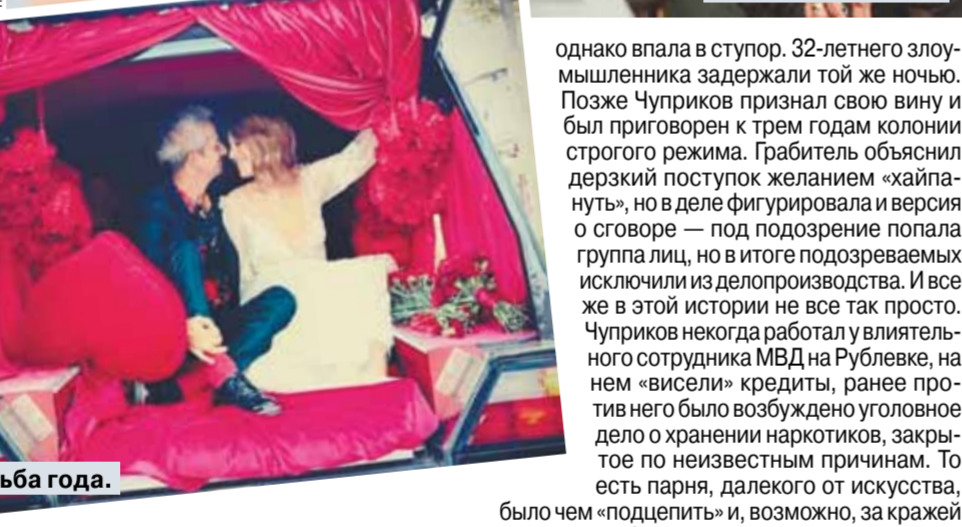 однако впала в ступор. 32-летнего злоу-
мышленника задержали той же ночью.
Позже Чуприков признал свою вину и
был приговорен к трем годам колонии
строгого режима. Грабитель объяснил
дерзкий поступок желанием «хайпа-
нуть», но в деле фигурировала и версия
о сговоре — под подозрение попала
группа лиц, но в итоге подозреваемых
исключили из делопроизводства. И все
же в этой истории не все так просто.
Чуприков некогда работал у влиятель-
ного сотрудника МВД на Рублевке, на
нем «висели» кредиты, ранее про-
тив него было возбуждено уголовное
дело о хранении наркотиков, закры-
тое по неизвестным причинам. То
есть парня, далекого от искусства,
было чем «подцепить» и, возможно, за кражей
ьба года.